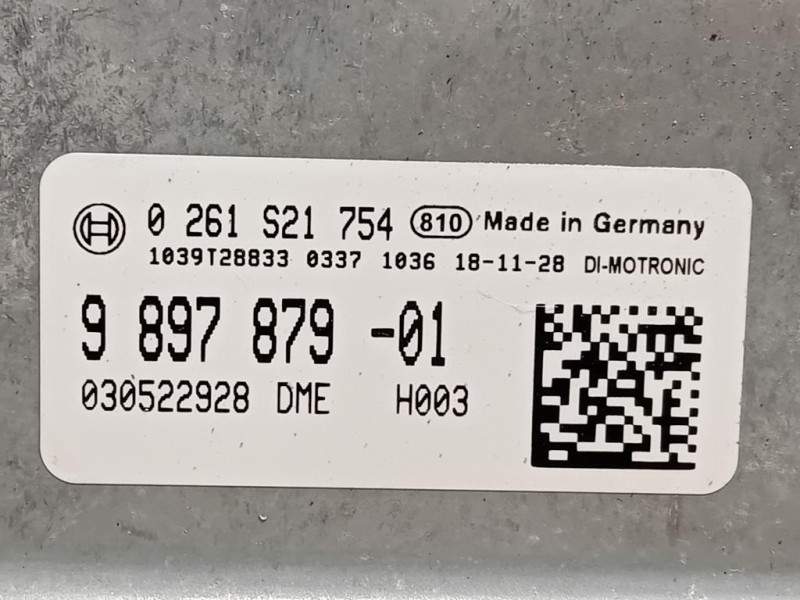 0 261 S21 754 810 Made in Germany
1039T28833 0337 1036 18-11-28 DI-MOTRONIC
9 897 879 -01
030522928 DME H003